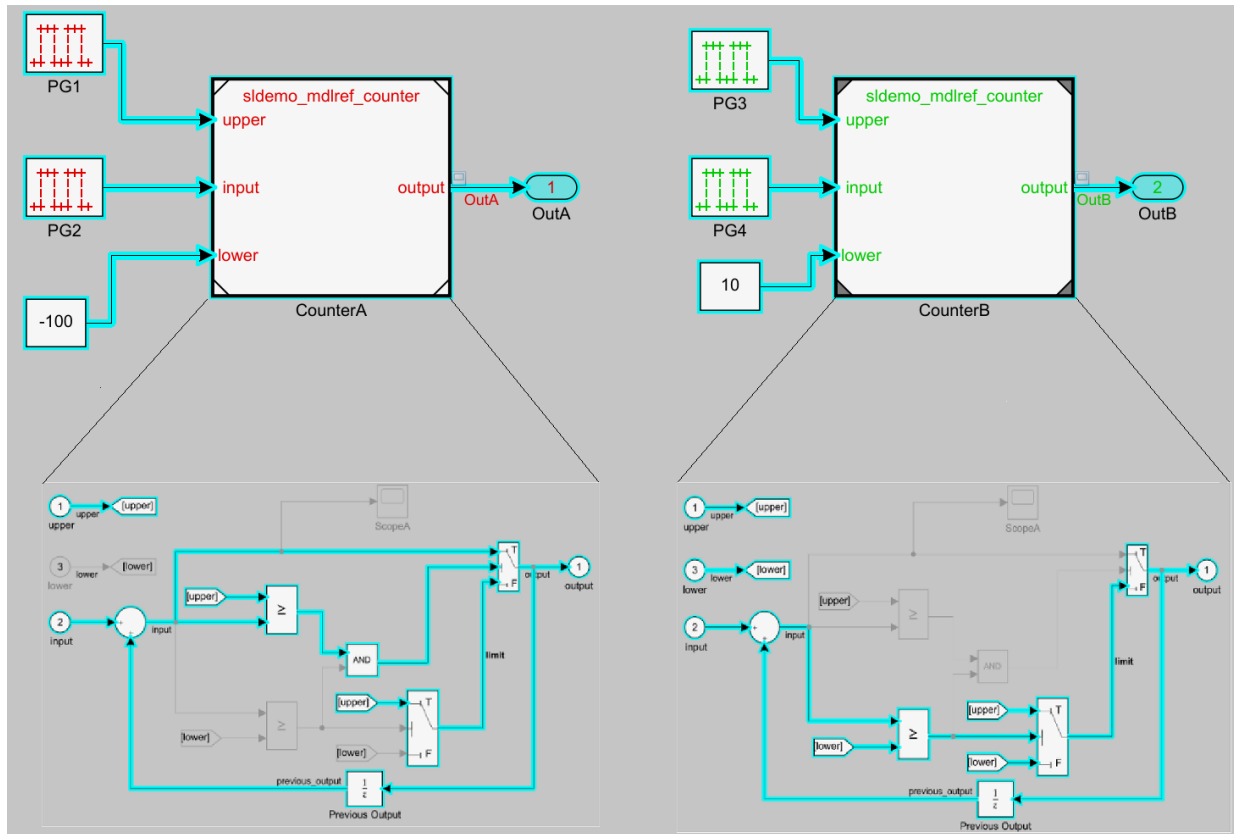 PG1
sldemo_mdlref_counter
upper
PG2
input
output
OutA
1
OutA
lower
-100
CounterA
PG3
sldemo_mdlref_counter
upper
PG4
input
output
OutB
2
OutB
lower
10
CounterB
1
upper
upper
[upper]
ScopeA
3
lower
lower
[lower]
T
F
output
1
output
[upper]
≥
2
input
+
+
input
AND
limit
[upper]
T
≥
[lower]
[lower]
F
previous_output
1
z
Previous Output
1
upper
upper
[upper]
ScopeA
3
lower
lower
[lower]
T
F
output
1
output
[upper]
≥
2
input
+
+
input
AND
limit
[upper]
T
≥
[lower]
[lower]
F
previous_output
1
z
Previous Output